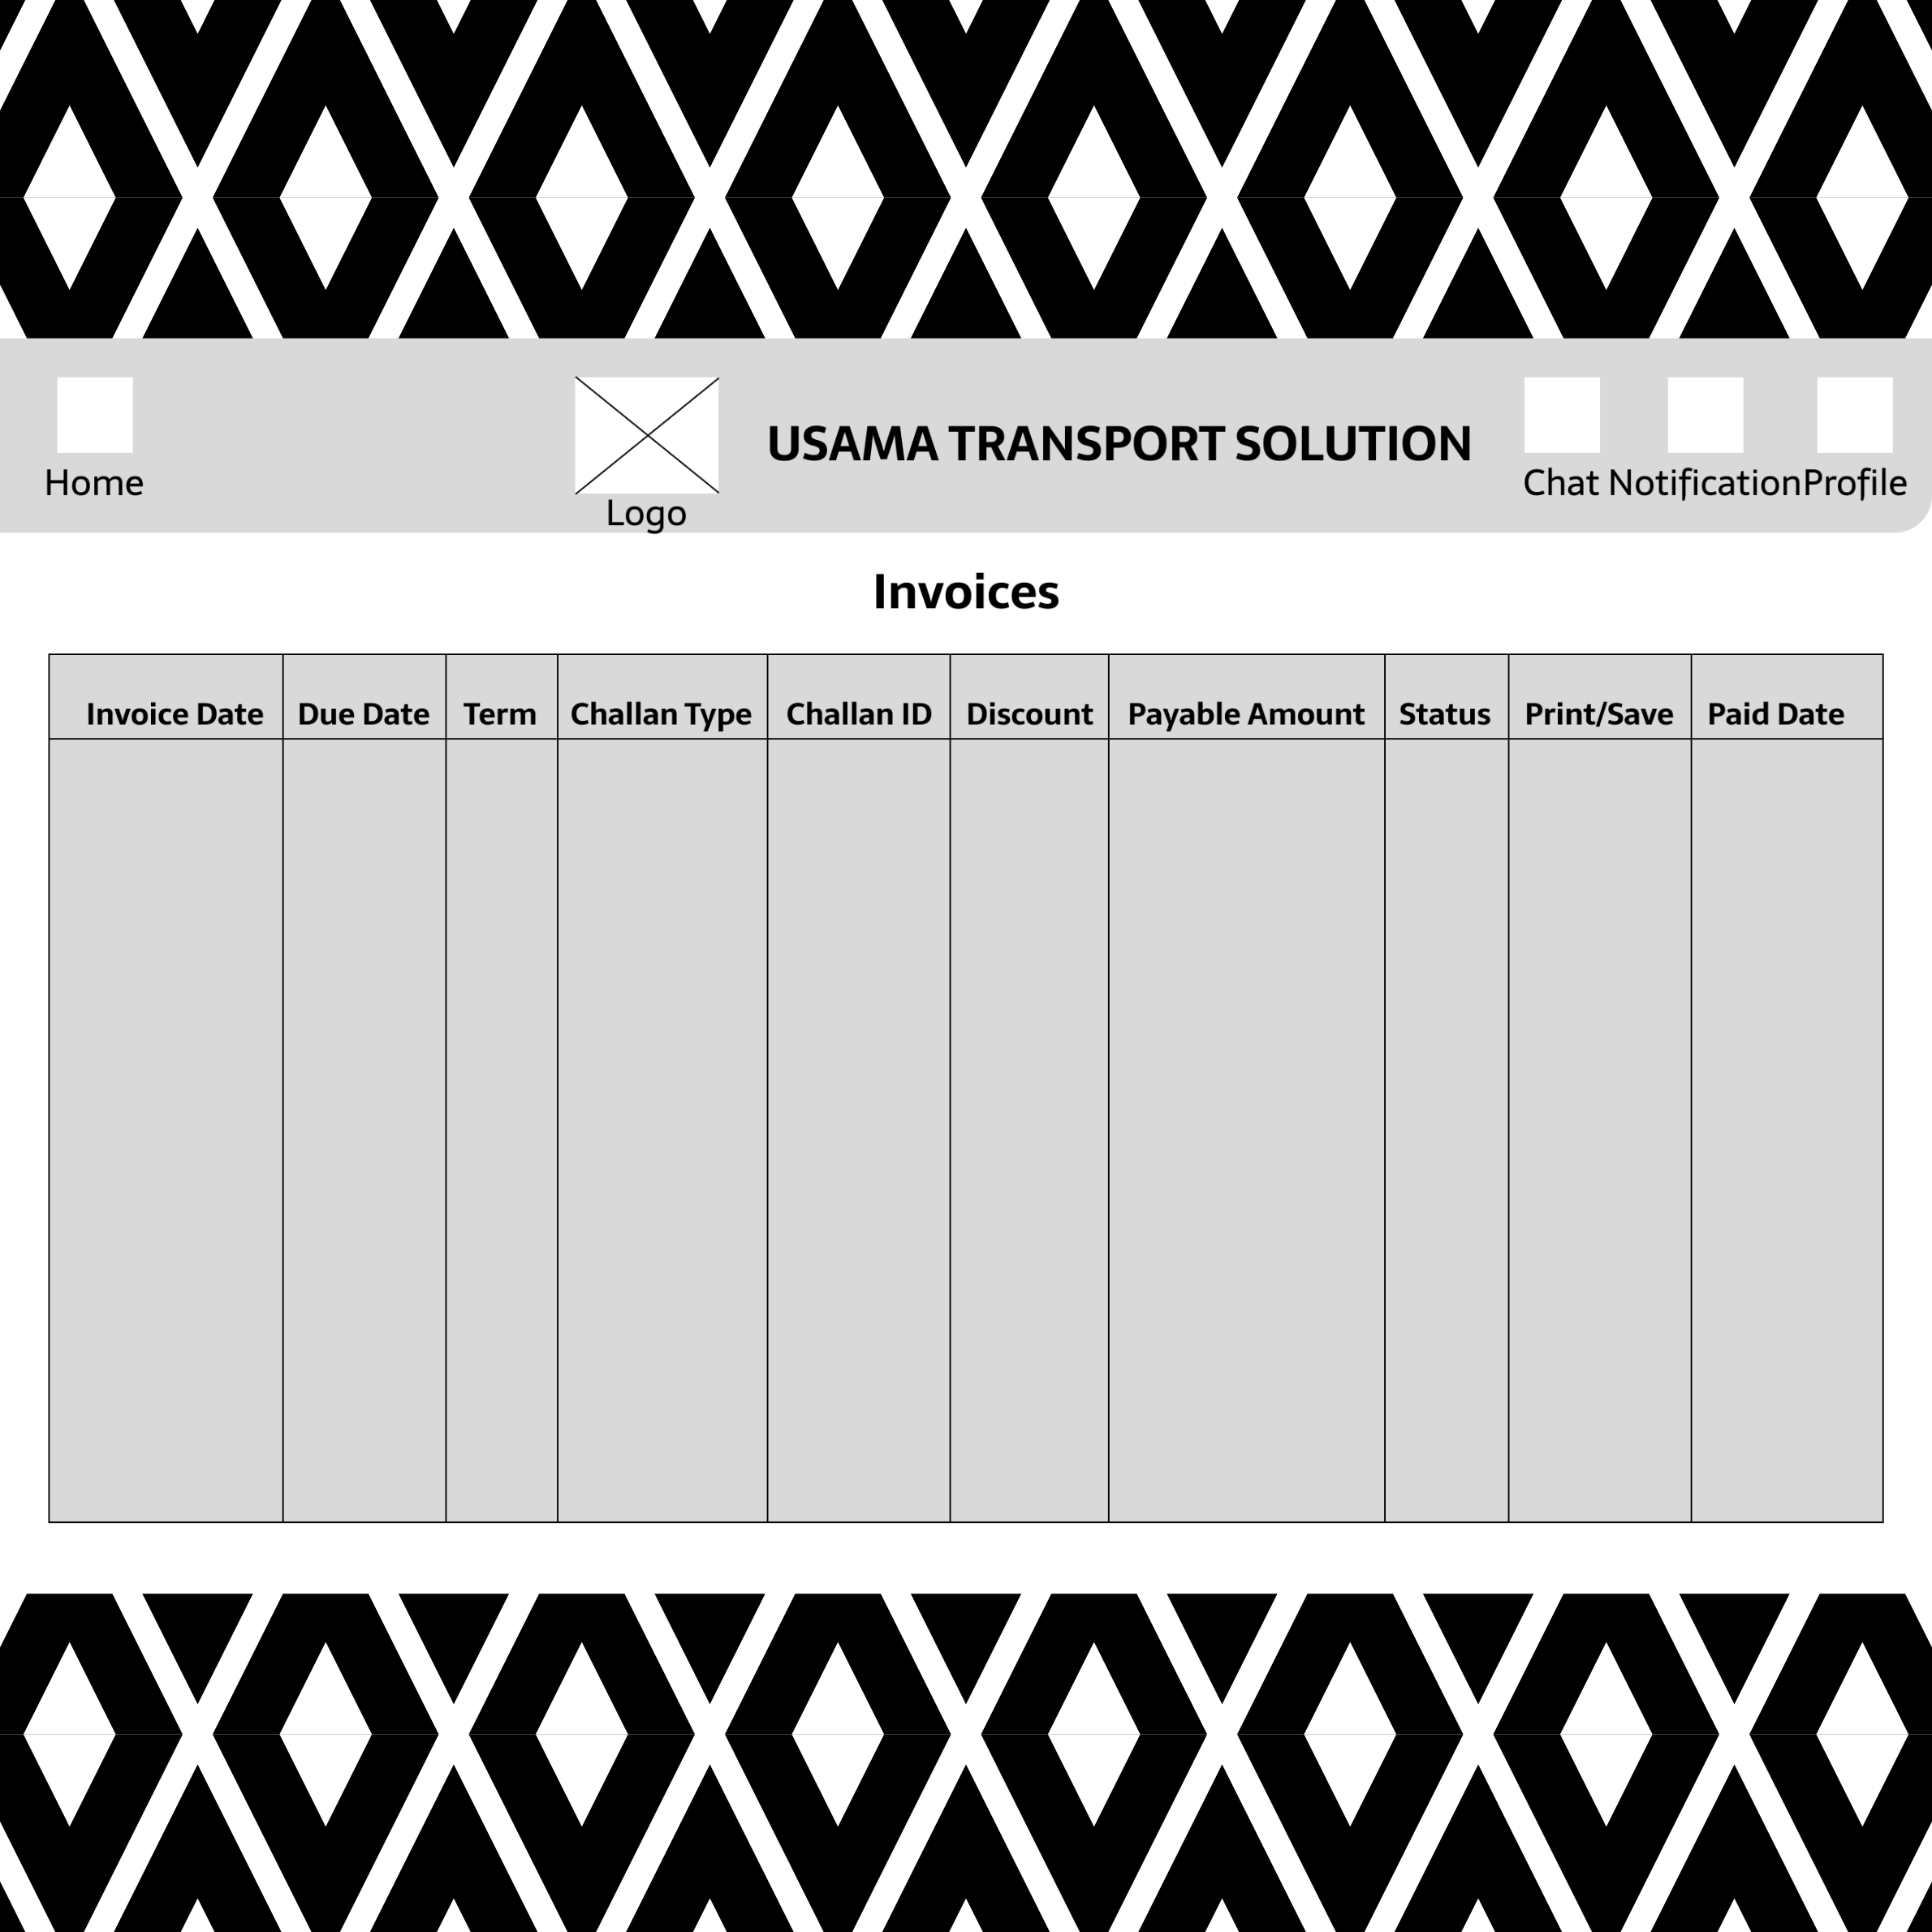 USAMA TRANSPORT SOLUTION
Home
Chat Notification Profile
Logo
Invoices
Invoice Date Due Date Term Challan Type Challan ID Discount Payable Amount Status Print/Save Paid Date